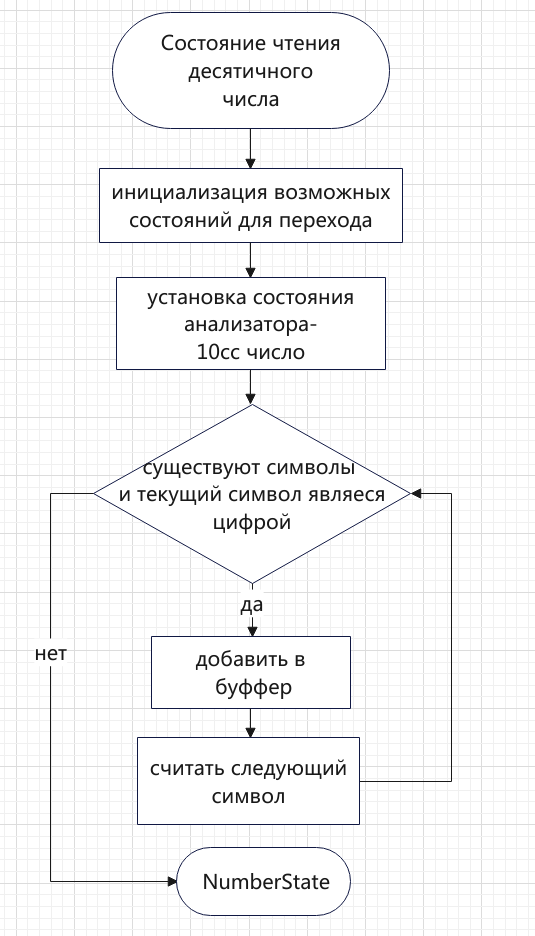 Состояние чтения
десятичного
числа
инициализация возможных
состояний для перехода
установка состояния
анализатора-
10сс число
существуют символы
и текущий символ являеся
цифрой
да
нет
добавить в
буффер
считать следующий
символ
NumberState